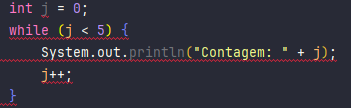 int j = 0;
while (j < 5) {
    System.out.println("Contagem: " + j);
    j++;
}